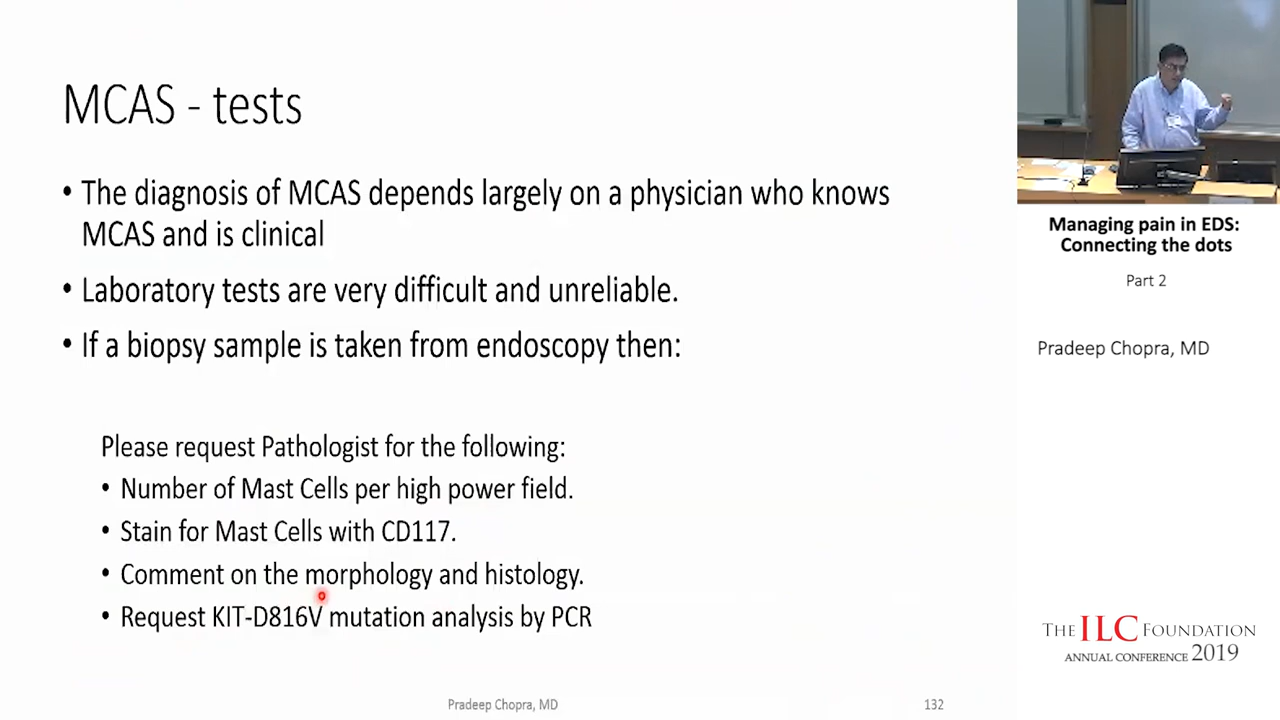 MCAS - tests
• The diagnosis of MCAS depends largely on a physician who knows
MCAS and is clinical
• Laboratory tests are very difficult and unreliable.
• If a biopsy sample is taken from endoscopy then:
Please request Pathologist for the following:
• Number of Mast Cells per high power field.
• Stain for Mast Cells with CD117.
• Comment on the morphology and histology.
• Request KIT-D816V mutation analysis by PCR
Pradeep Chopra, MD
132
Managing pain in EDS:
Connecting the dots
Part 2
Pradeep Chopra, MD
THE ILC FOUNDATION
ANNUAL CONFERENCE 2019